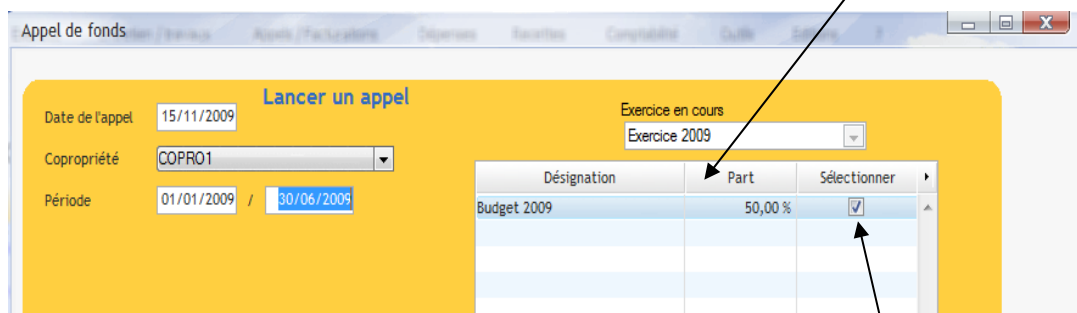 Appel de fonds
Lancer un appel
Date de l'appel 15/11/2009
Copropriété COPRO1
Période 01/01/2009 / 30/06/2009
Exercice en cours
Exercice 2009
Désignation Part Sélectionner
Budget 2009 50,00 %